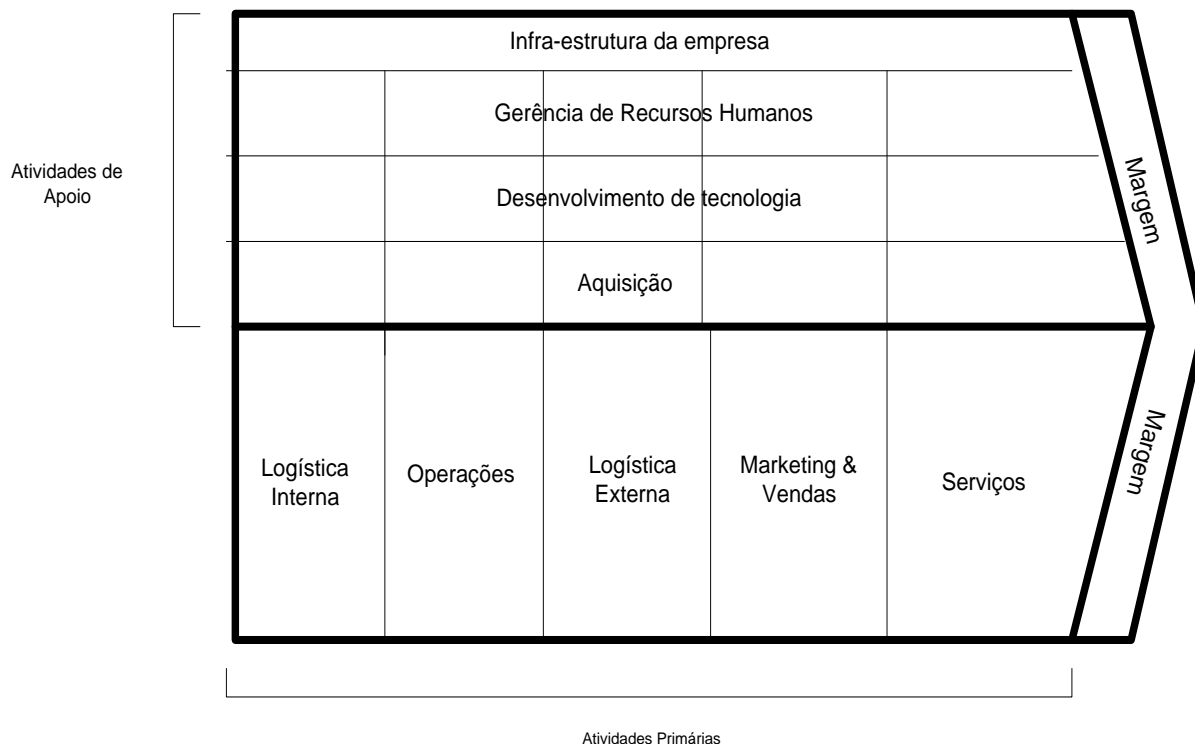 Infra-estrutura da empresa
Gerência de Recursos Humanos
Atividades de
Apoio
Desenvolvimento de tecnologia
Aquisição
Margem
Logística
Interna
Operações
Logística
Externa
Marketing &
Vendas
Serviços
Margem
Atividades Primárias